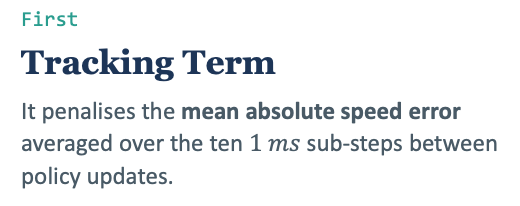 First
Tracking Term
It penalises the mean absolute speed error
averaged over the ten 1 ms sub-steps between
policy updates.